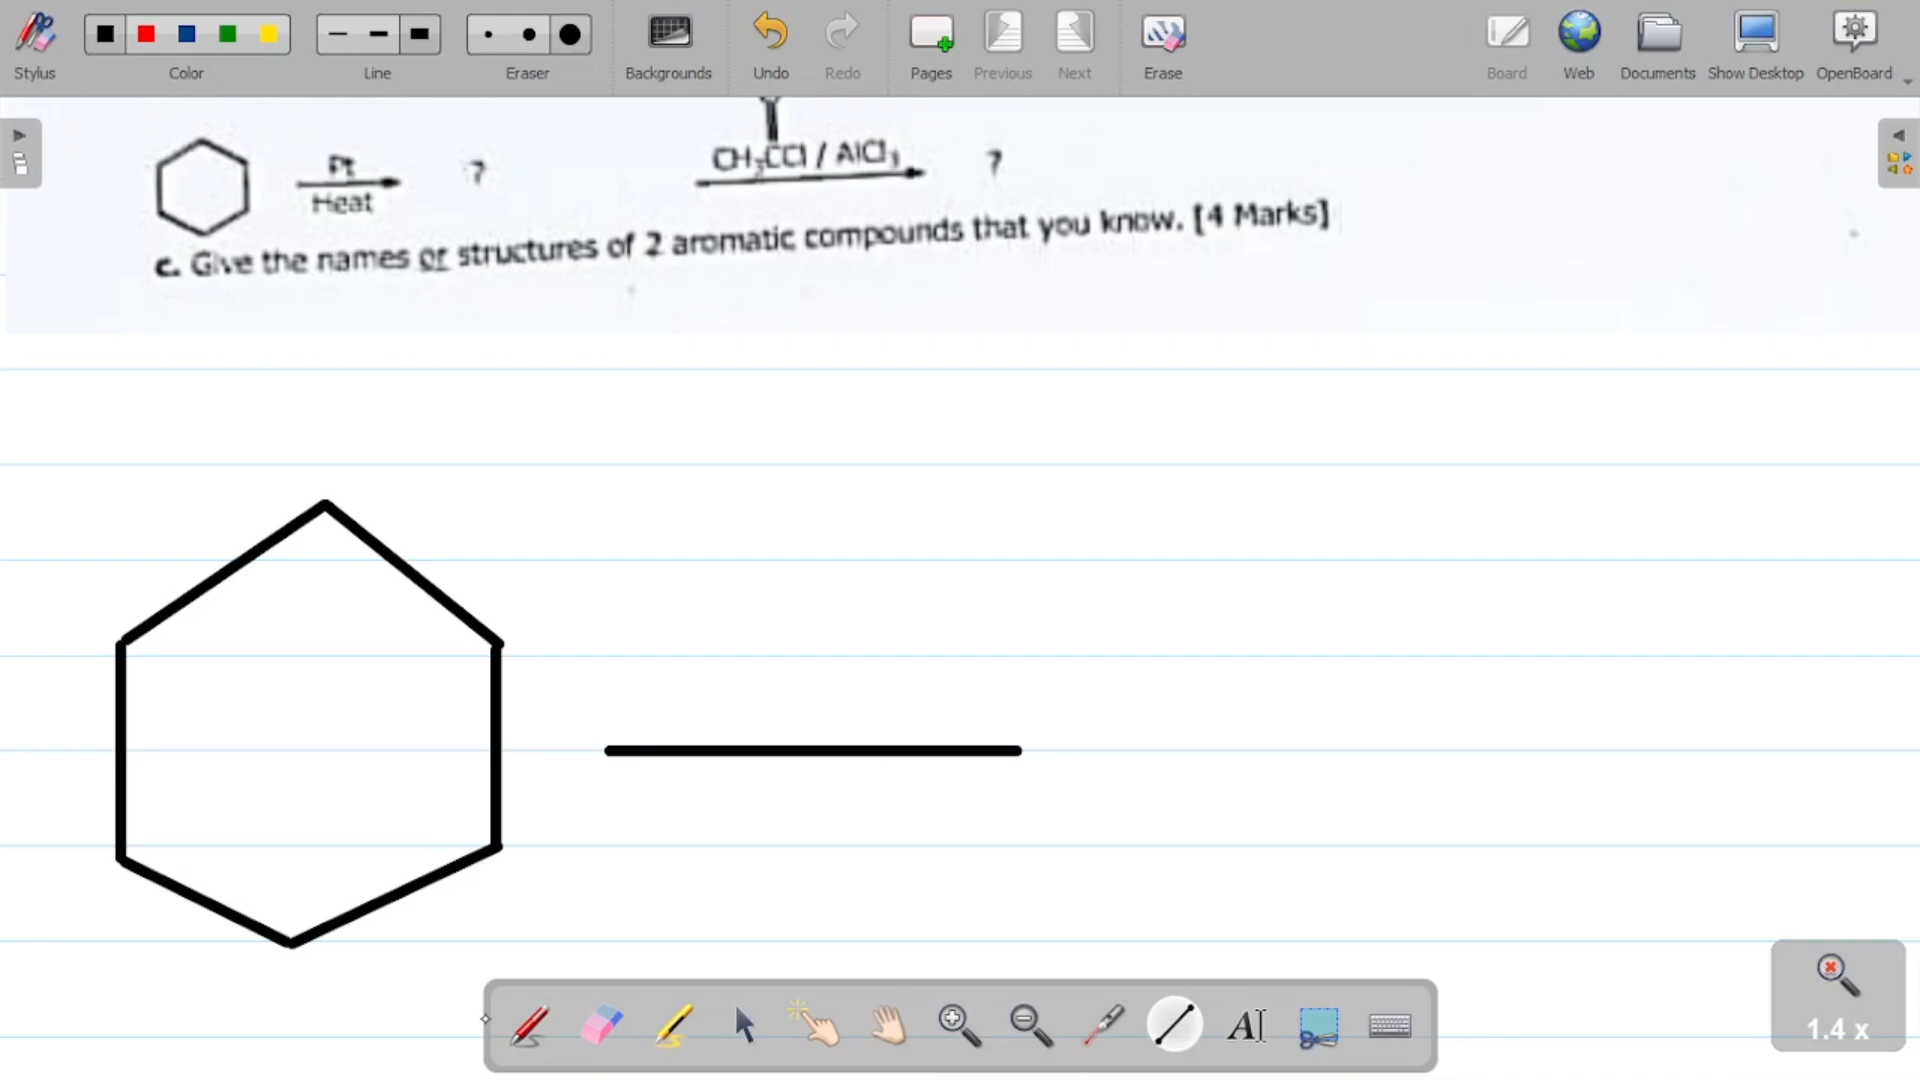 Stylus
Color
Line
Eraser
Backgrounds
Undo
Redo
Pages
Previous
Next
Erase
Board
Web
Documents
Show Desktop
OpenBoard
Pt
Heat
?
CH₃CCl / AlCl₃
?
c. Give the names or structures of 2 aromatic compounds that you know. [4 Marks]
A
1.4 x